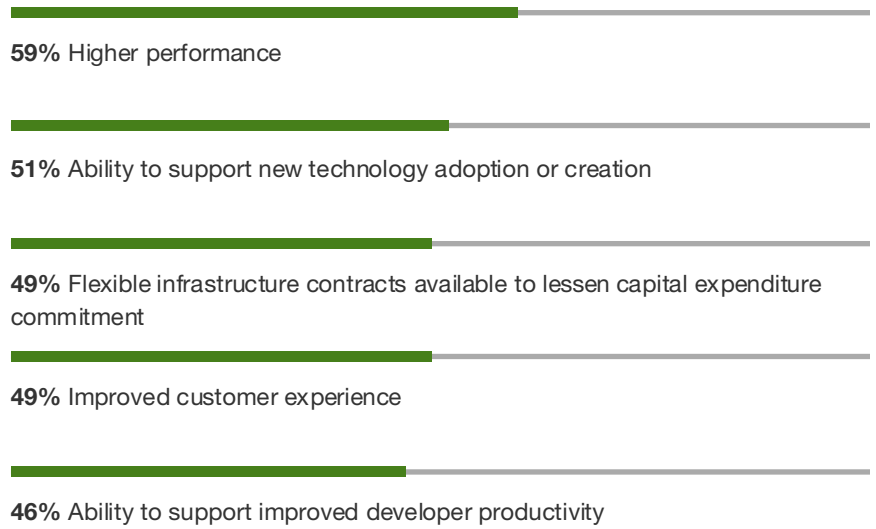 59% Higher performance
51% Ability to support new technology adoption or creation
49% Flexible infrastructure contracts available to lessen capital expenditure
commitment
49% Improved customer experience
46% Ability to support improved developer productivity